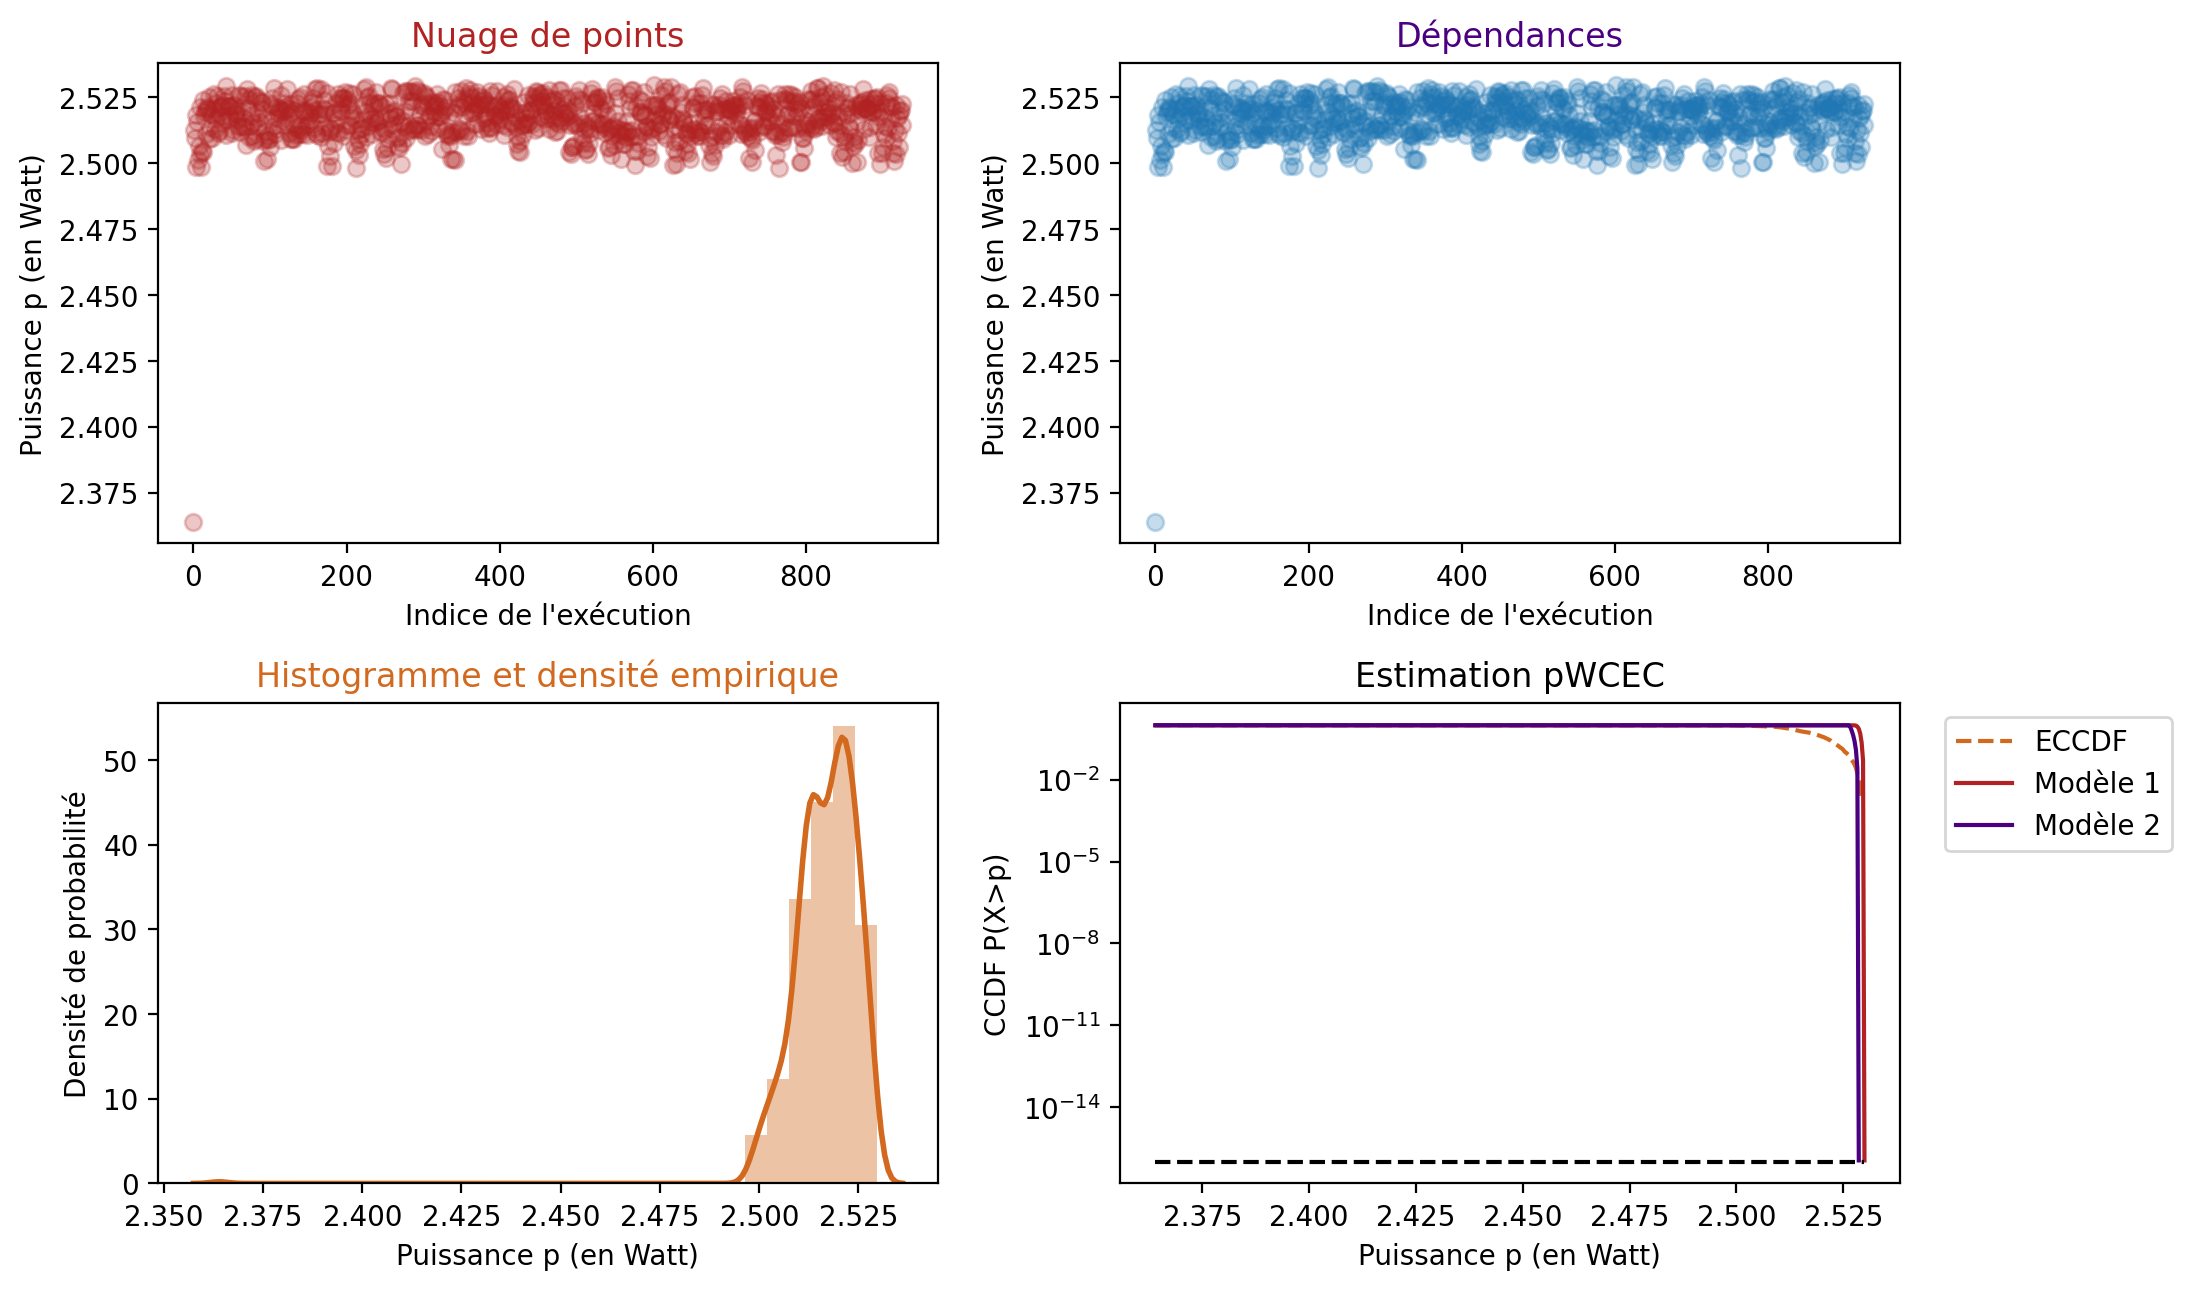 Nuage de points
Puissance p (en Watt)
2.525
2.500
2.475
2.450
2.425
2.400
2.375
0 200 400 600 800
Indice de l'exécution
Dépendances
Puissance p (en Watt)
2.525
2.500
2.475
2.450
2.425
2.400
2.375
0 200 400 600 800
Indice de l'exécution
Histogramme et densité empirique
Densité de probabilité
50
40
30
20
10
0
2.350 2.375 2.400 2.425 2.450 2.475 2.500 2.525
Puissance p (en Watt)
Estimation pWCEC
CCDF P(X>p)
10⁻²
10⁻⁵
10⁻⁸
10⁻¹¹
10⁻¹⁴
2.375 2.400 2.425 2.450 2.475 2.500 2.525
Puissance p (en Watt)
ECCDF
Modèle 1
Modèle 2